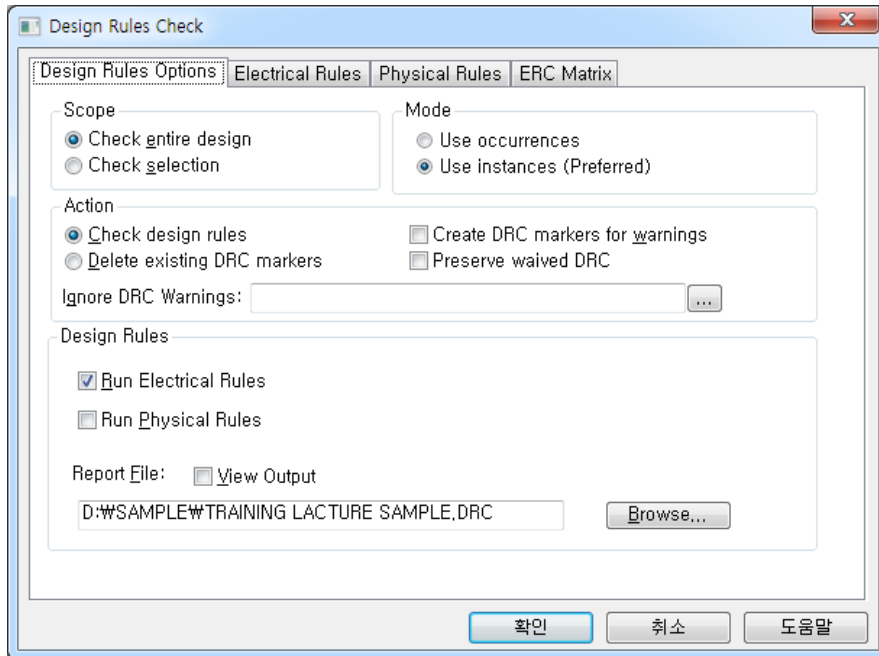 Design Rules Check
Design Rules Options Electrical Rules Physical Rules ERC Matrix
Scope
Check entire design
Check selection
Mode
Use occurrences
Use instances (Preferred)
Action
Check design rules
Delete existing DRC markers
Create DRC markers for warnings
Preserve waived DRC
Ignore DRC Warnings: ...
Design Rules
Run Electrical Rules
Run Physical Rules
Report File: View Output
D:₩SAMPLE₩TRAINING LACTURE SAMPLE.DRC Browse...
확인 취소 도움말